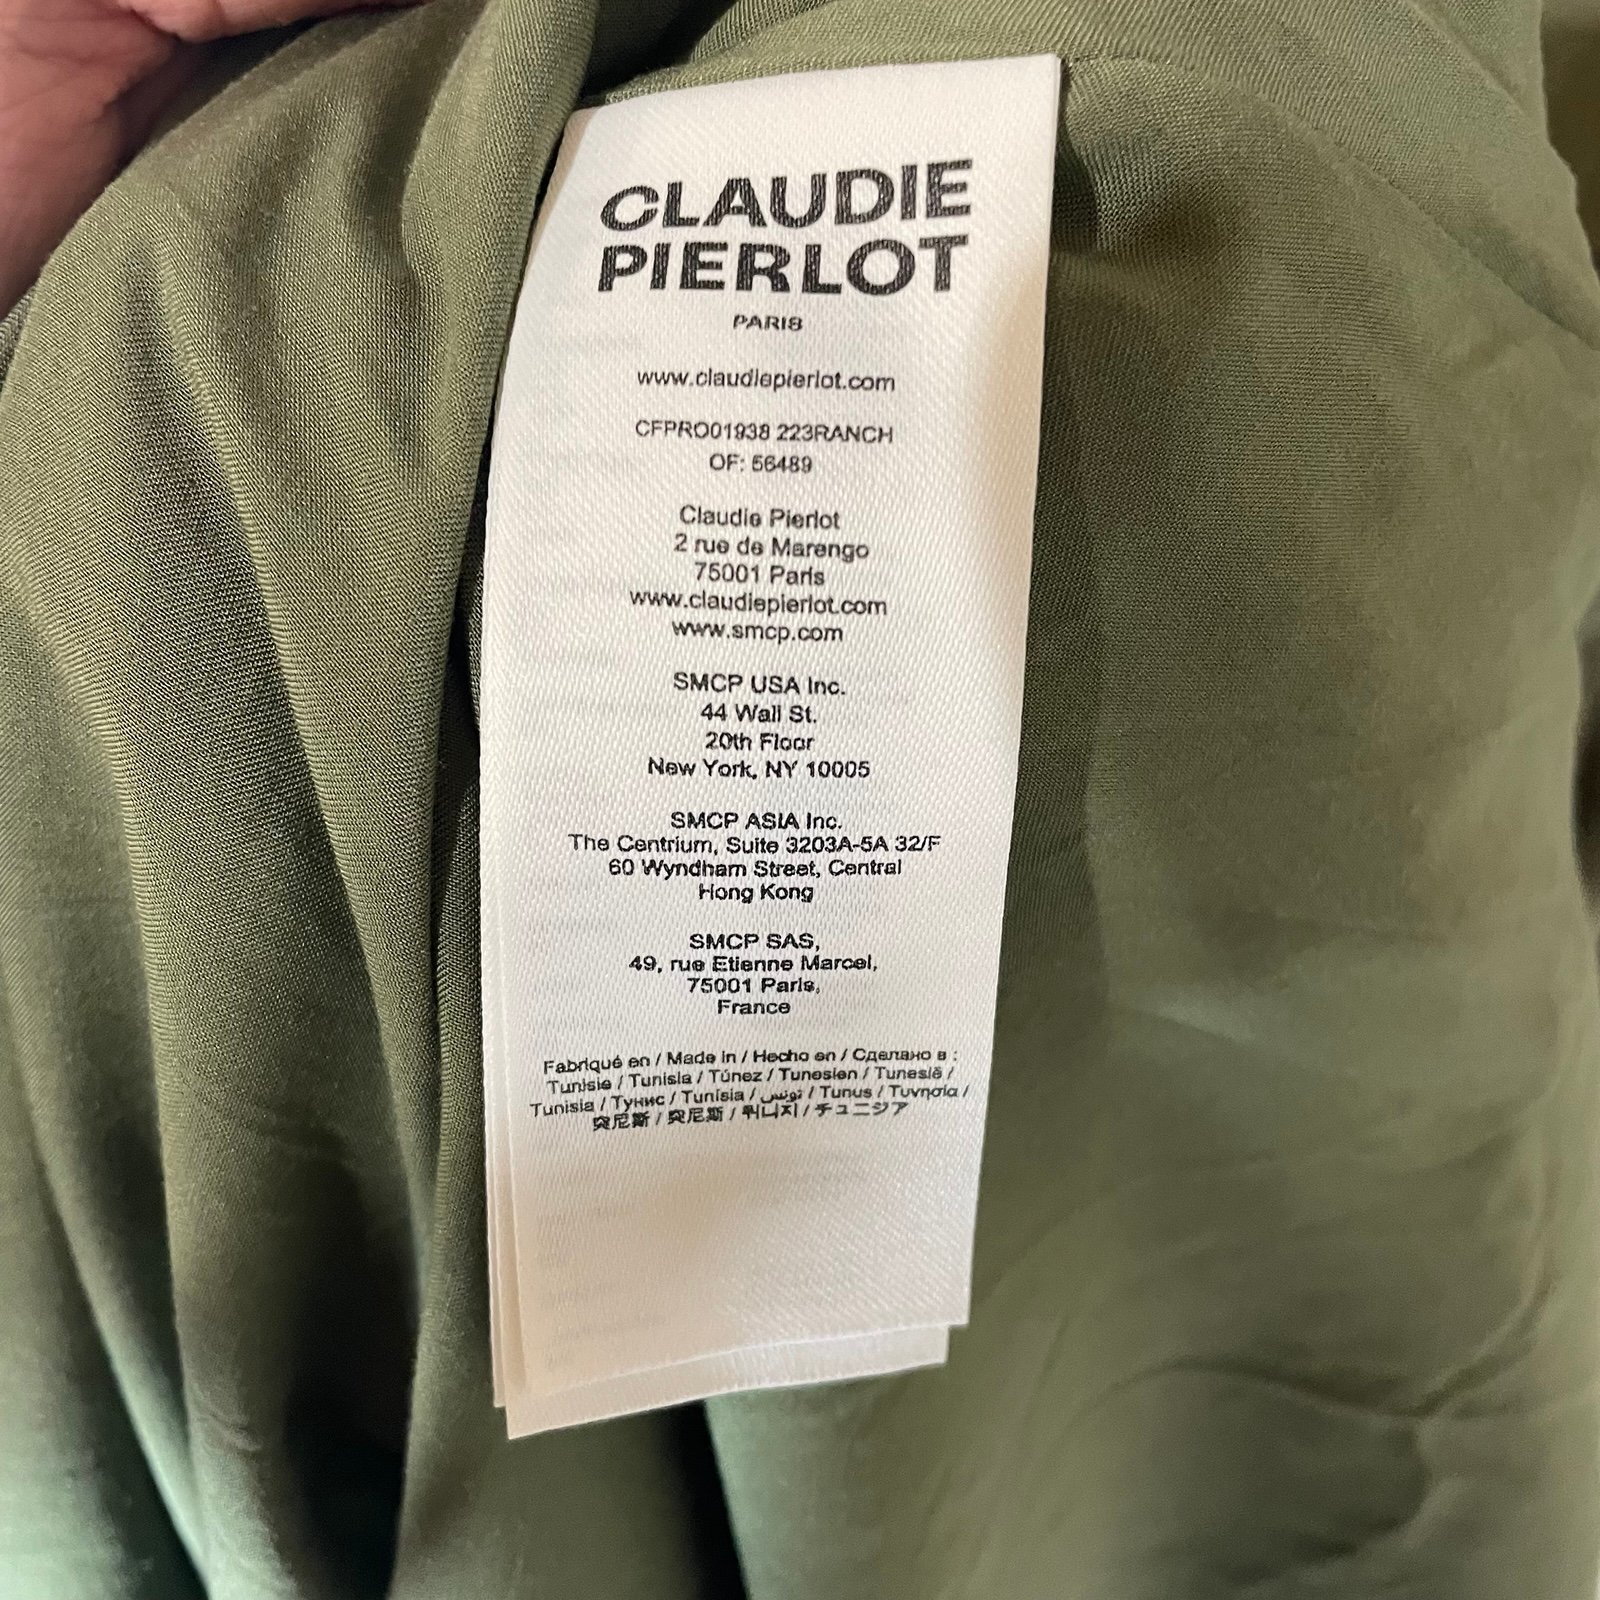 CLAUDIE
PIERLOT
PARIS
www.claudiepierlot.com
CFPRO01938 223RANCH
OF: 56489
Claudie Pierlot
2 rue de Marengo
75001 Paris
www.claudiepierlot.com
www.smcp.com
SMCP USA Inc.
44 Wall St.
20th Floor
New York, NY 10005
SMCP ASIA Inc.
The Centrium, Suite 3203A-5A 32/F
60 Wyndham Street, Central
Hong Kong
SMCP SAS,
49, rue Etienne Marcel,
75001 Paris,
France
Fabriqué en / Made in / Hecho en / Сделано в :
Tunisie / Tunisia / Túnez / Tunesien / Tunesië /
Tunisia / Тунис / Tunísia / تونس / Tunus / Τυνησία /
突尼斯 / 突尼斯 / 튀니지 / チュニジア